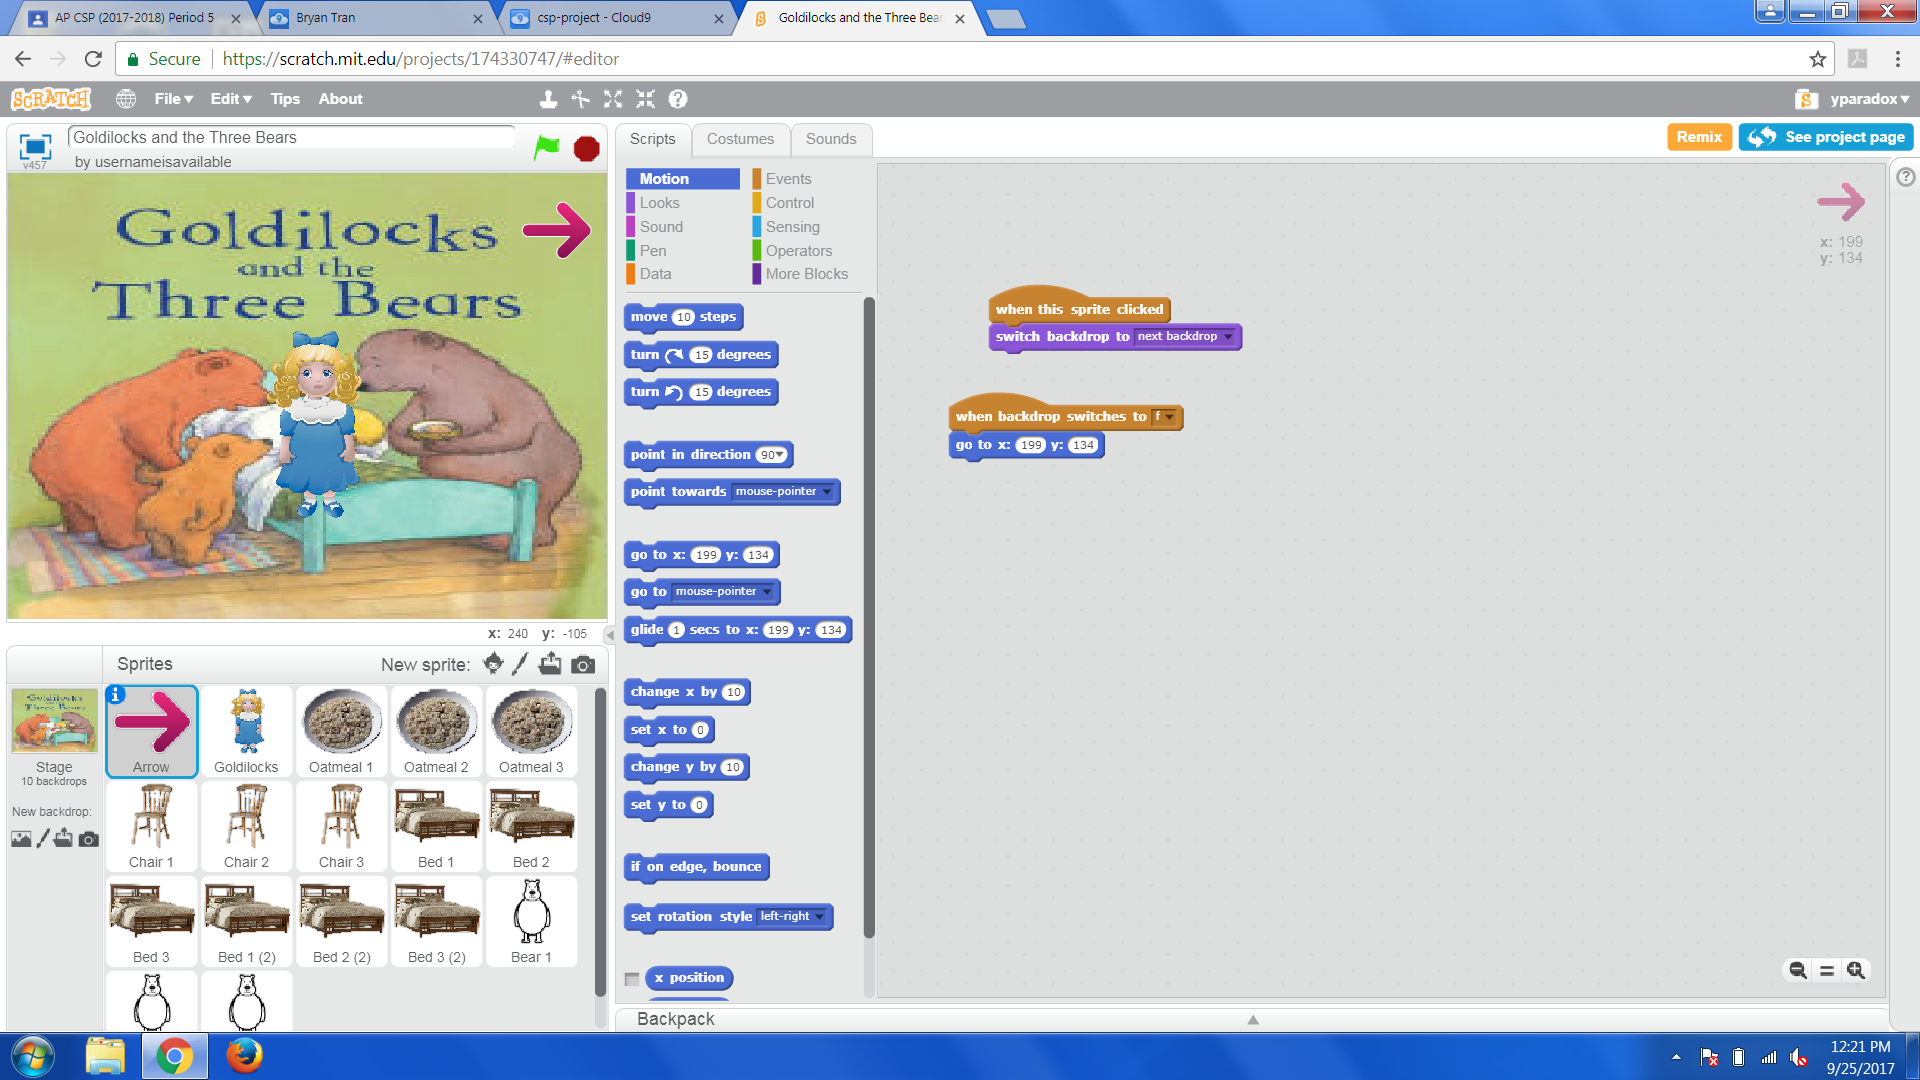 AP CSP (2017-2018) Period 5
Bryan Tran
csp-project - Cloud9
Goldilocks and the Three Bear
Secure
https://scratch.mit.edu/projects/174330747/#editor
SCRATCH
File
Edit
Tips
About
yparadox
v457
Goldilocks and the Three Bears
by usernameisavailable
Scripts
Costumes
Sounds
Remix
See project page
Goldilocks
and the
Three Bears
Motion
Events
Looks
Control
Sound
Sensing
Pen
Operators
Data
More Blocks
move 10 steps
turn 15 degrees
turn 15 degrees
point in direction 90
point towards mouse-pointer
go to x: 199 y: 134
go to mouse-pointer
glide 1 secs to x: 199 y: 134
change x by 10
set x to 0
change y by 10
set y to 0
if on edge, bounce
set rotation style left-right
x position
when this sprite clicked
switch backdrop to next backdrop
when backdrop switches to f
go to x: 199 y: 134
x: 199
y: 134
x: 240 y: -105
Sprites
New sprite:
Stage
10 backdrops
New backdrop:
Arrow
Goldilocks
Oatmeal 1
Oatmeal 2
Oatmeal 3
Chair 1
Chair 2
Chair 3
Bed 1
Bed 2
Bed 3
Bed 1 (2)
Bed 2 (2)
Bed 3 (2)
Bear 1
Backpack
12:21 PM
9/25/2017